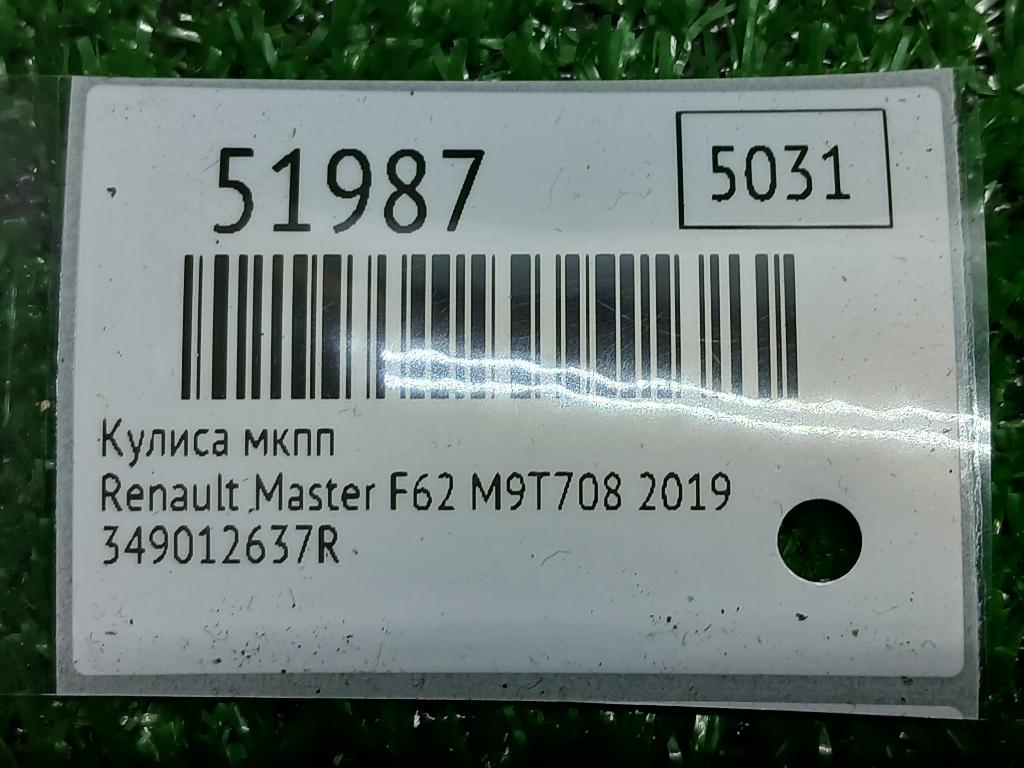 51987
5031
Кулиса мкпп
Renault Master F62 M9T708 2019
349012637R